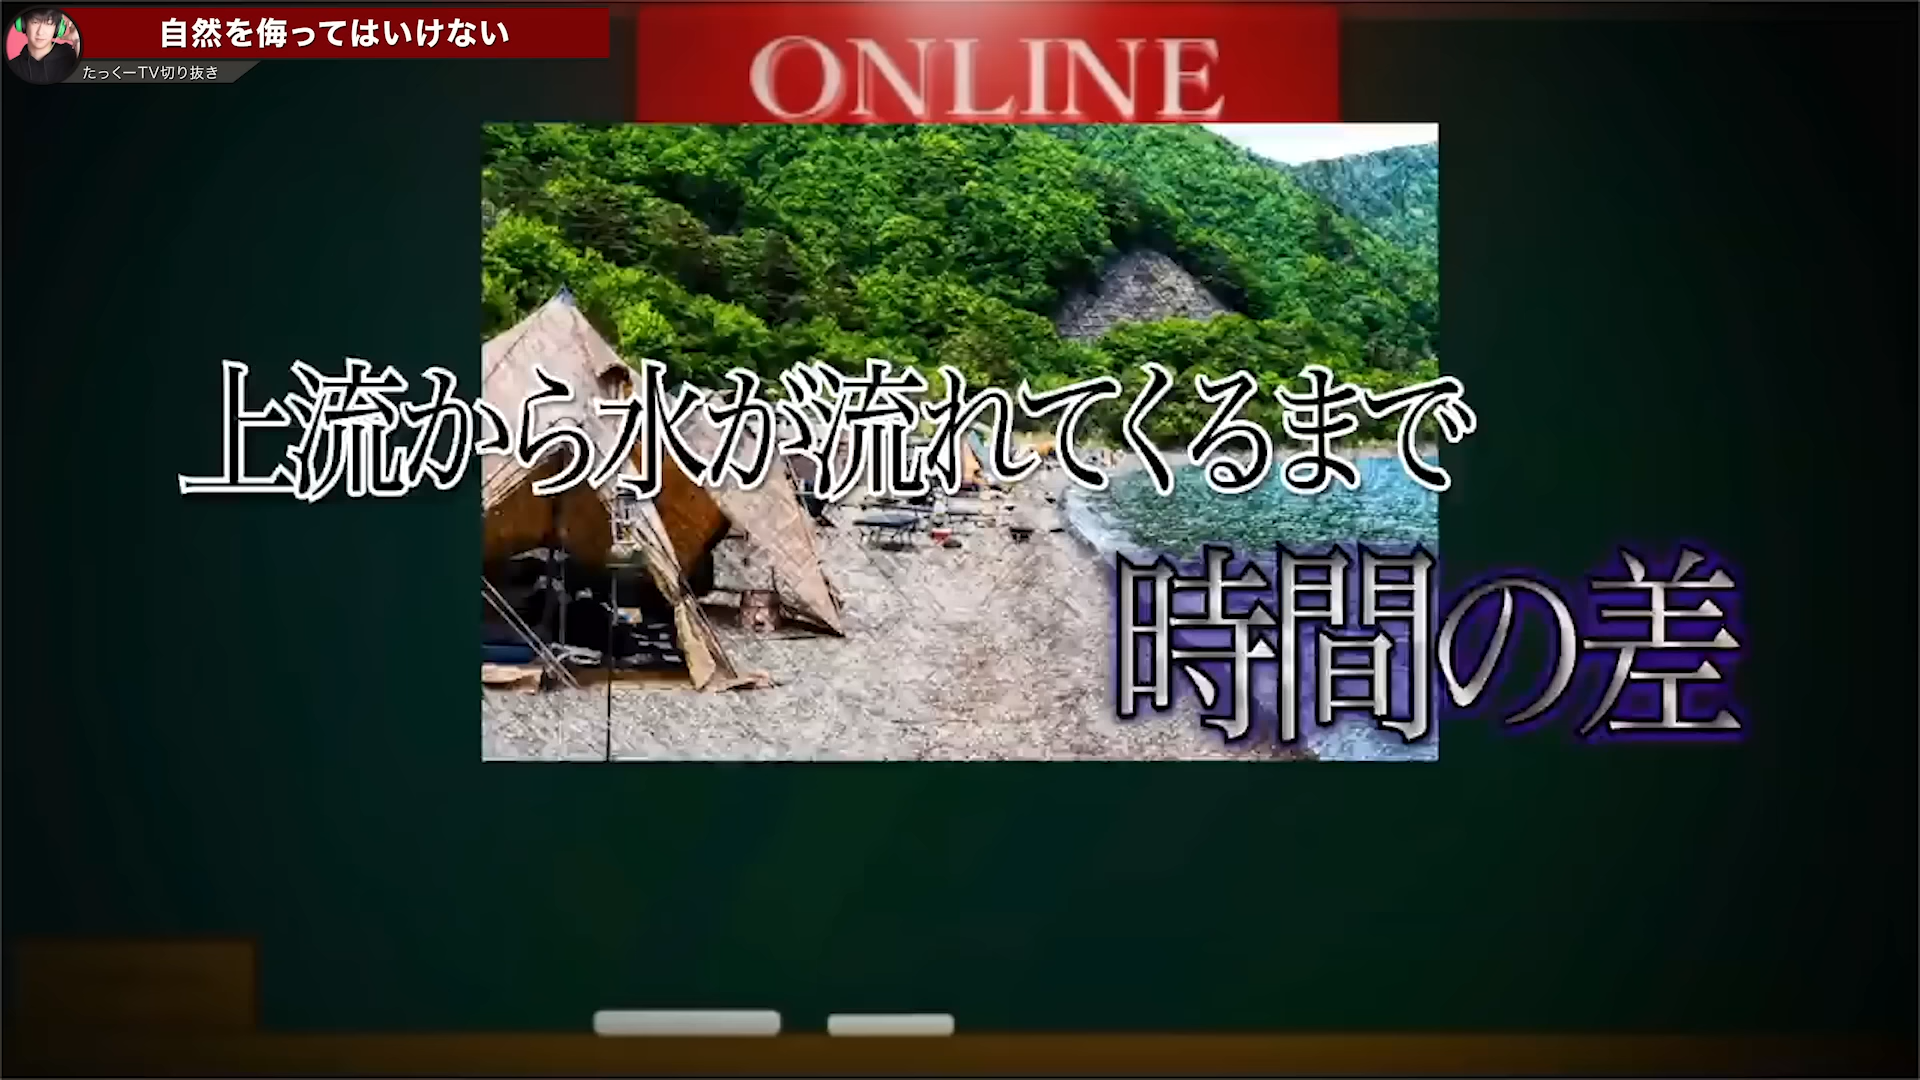 自然を侮ってはいけない
たっくーTV切り抜き
ONLINE
上流から水が流れてくるまで
時間の差